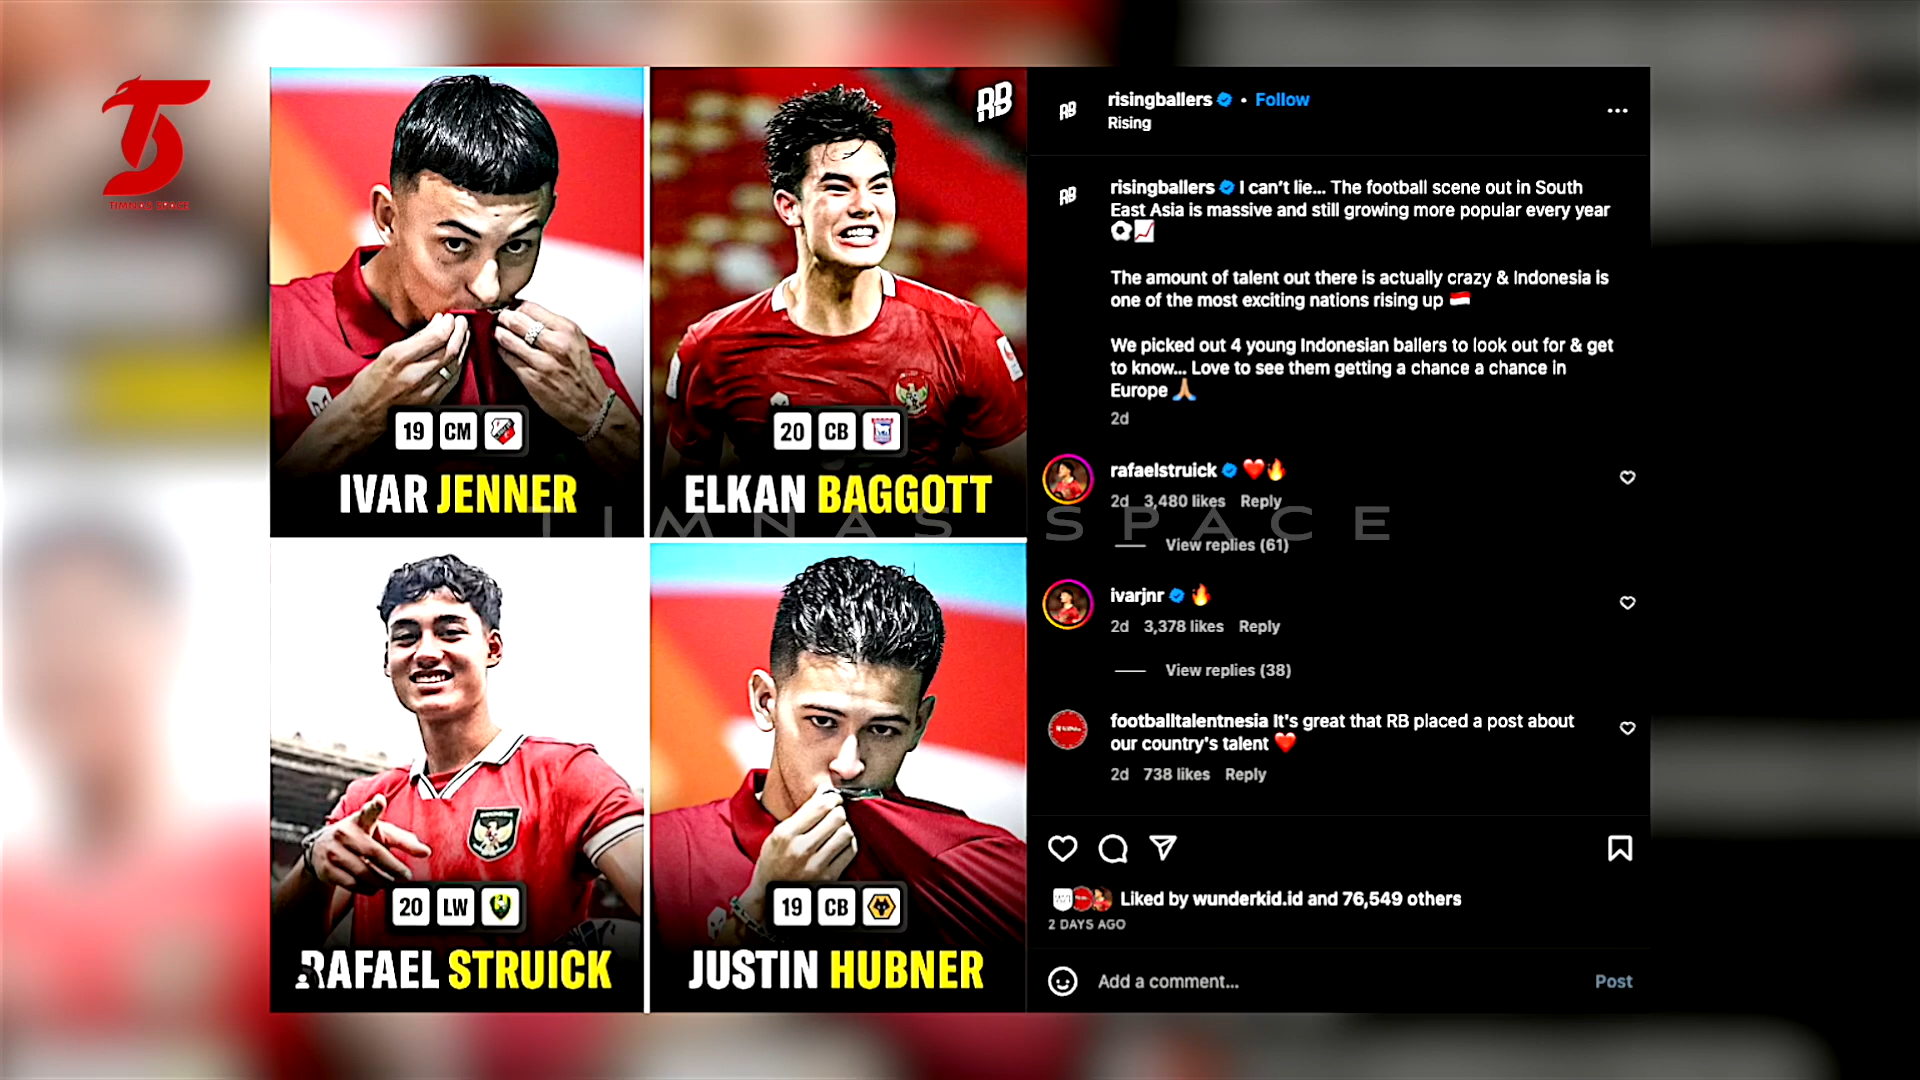 TIMNAS SPACE
RB
19 CM
IVAR JENNER
20 CB
ELKAN BAGGOTT
20 LW
RAFAEL STRUICK
19 CB
JUSTIN HUBNER
TIMNAS SPACE
RB
risingballers • Follow
Rising
RB
risingballers I can't lie... The football scene out in South
East Asia is massive and still growing more popular every year
⚽📈
The amount of talent out there is actually crazy & Indonesia is
one of the most exciting nations rising up 🇮🇩
We picked out 4 young Indonesian ballers to look out for & get
to know... Love to see them getting a chance a chance in
Europe 🙏🏼
2d
rafaelstruick ❤️🔥
2d 3,480 likes Reply
View replies (61)
ivarjnr 🔥
2d 3,378 likes Reply
View replies (38)
footballtalentnesia It's great that RB placed a post about
our country's talent ❤️
2d 738 likes Reply
Liked by wunderkid.id and 76,549 others
2 DAYS AGO
Add a comment...
Post